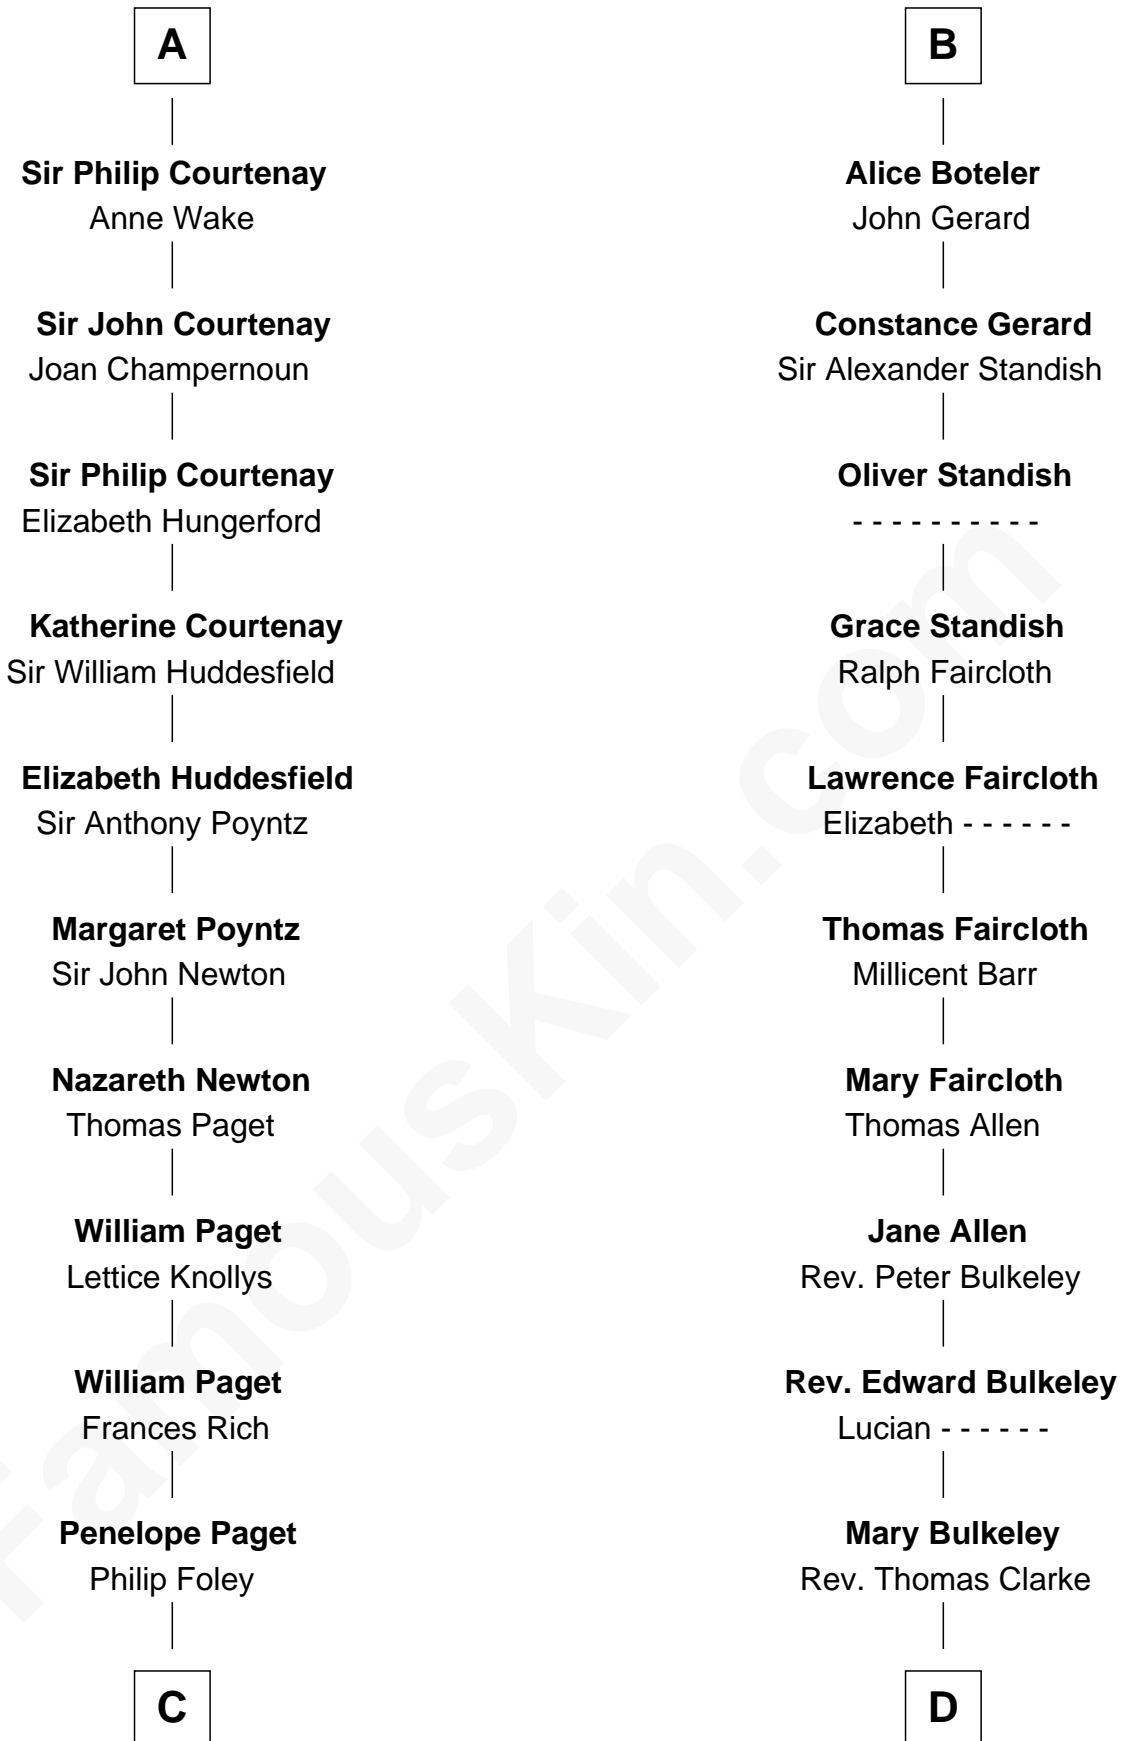 A
Sir Philip Courtenay
Anne Wake
Sir John Courtenay
Joan Champernoun
Sir Philip Courtenay
Elizabeth Hungerford
Katherine Courtenay
Sir William Huddesfield
Elizabeth Huddesfield
Sir Anthony Poyntz
Margaret Poyntz
Sir John Newton
Nazareth Newton
Thomas Paget
William Paget
Lettice Knollys
William Paget
Frances Rich
Penelope Paget
Philip Foley
C
B
Alice Boteler
John Gerard
Constance Gerard
Sir Alexander Standish
Oliver Standish
- - - - - - - - - -
Grace Standish
Ralph Faircloth
Lawrence Faircloth
Elizabeth - - - - - -
Thomas Faircloth
Millicent Barr
Mary Faircloth
Thomas Allen
Jane Allen
Rev. Peter Bulkeley
Rev. Edward Bulkeley
Lucian - - - - - -
Mary Bulkeley
Rev. Thomas Clarke
D
FamousKin.com